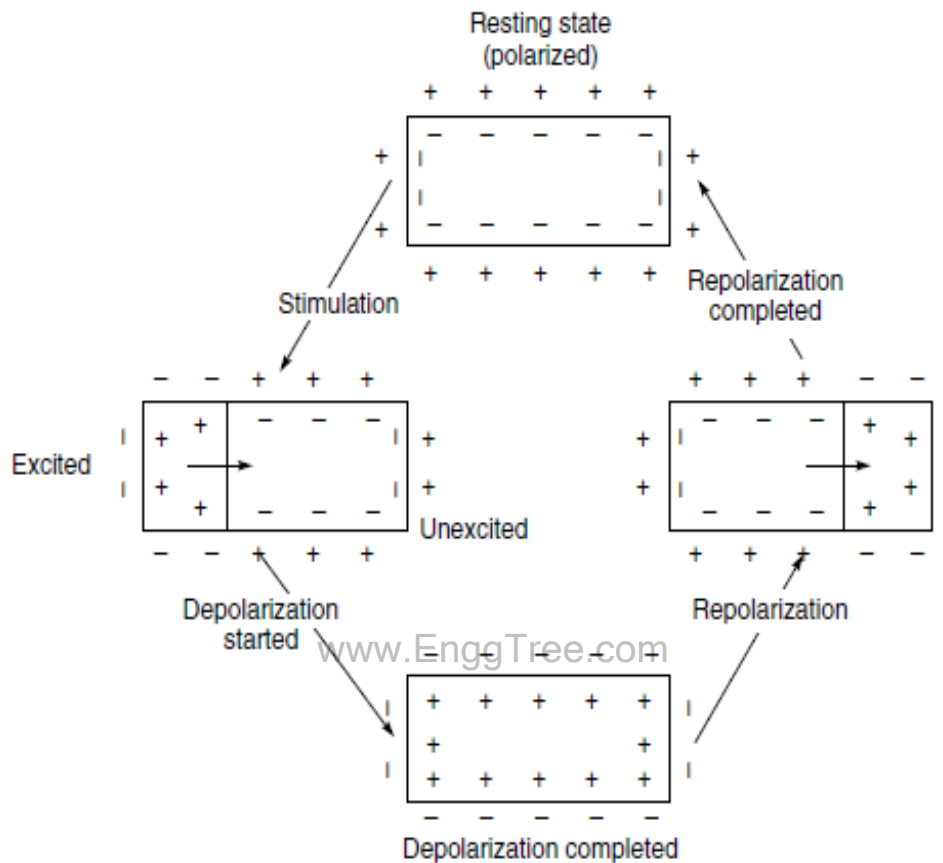 Resting state
(polarized)
+ + + + +
– – – – –
+ | | +
| |
+ – – – – – +
+ + + + +
Stimulation
Repolarization
completed
– – + + +
+ + + – –
| + + – – – | +
+ | – – – + +
Excited
| + + – – – | +
+ | – – – + +
Unexcited
– – + + +
+ + + – –
Depolarization
started
Repolarization
www.EnggTree.com
– – – – –
| + + + + + |
+ +
| + + + + + |
– – – – –
Depolarization completed